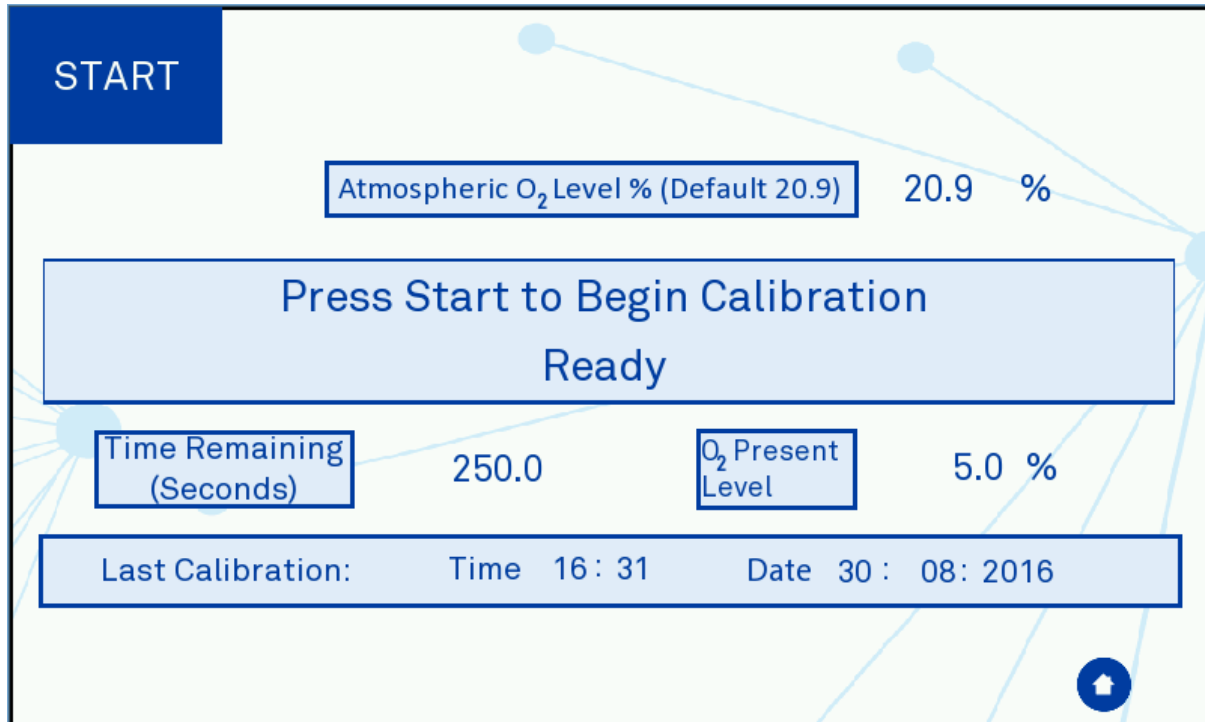 START
Atmospheric O₂ Level % (Default 20.9) 20.9 %
Press Start to Begin Calibration
Ready
Time Remaining
(Seconds)
250.0
O₂ Present
Level
5.0 %
Last Calibration: Time 16 : 31 Date 30 : 08 : 2016